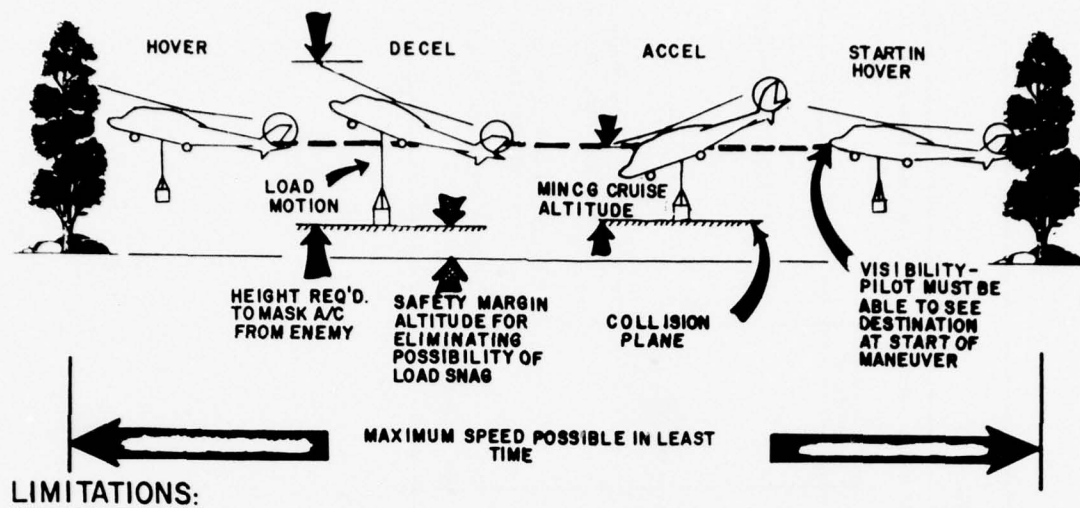 HOVER
DECEL
ACCEL
START IN
HOVER
LOAD
MOTION
MIN CG CRUISE
ALTITUDE
HEIGHT REQ'D.
TO MASK A/C
FROM ENEMY
SAFETY MARGIN
ALTITUDE FOR
ELIMINATING
POSSIBILITY OF
LOAD SNAG
COLLISION
PLANE
VISIBILITY-
PILOT MUST BE
ABLE TO SEE
DESTINATION
AT START OF
MANEUVER
MAXIMUM SPEED POSSIBLE IN LEAST
TIME
LIMITATIONS: